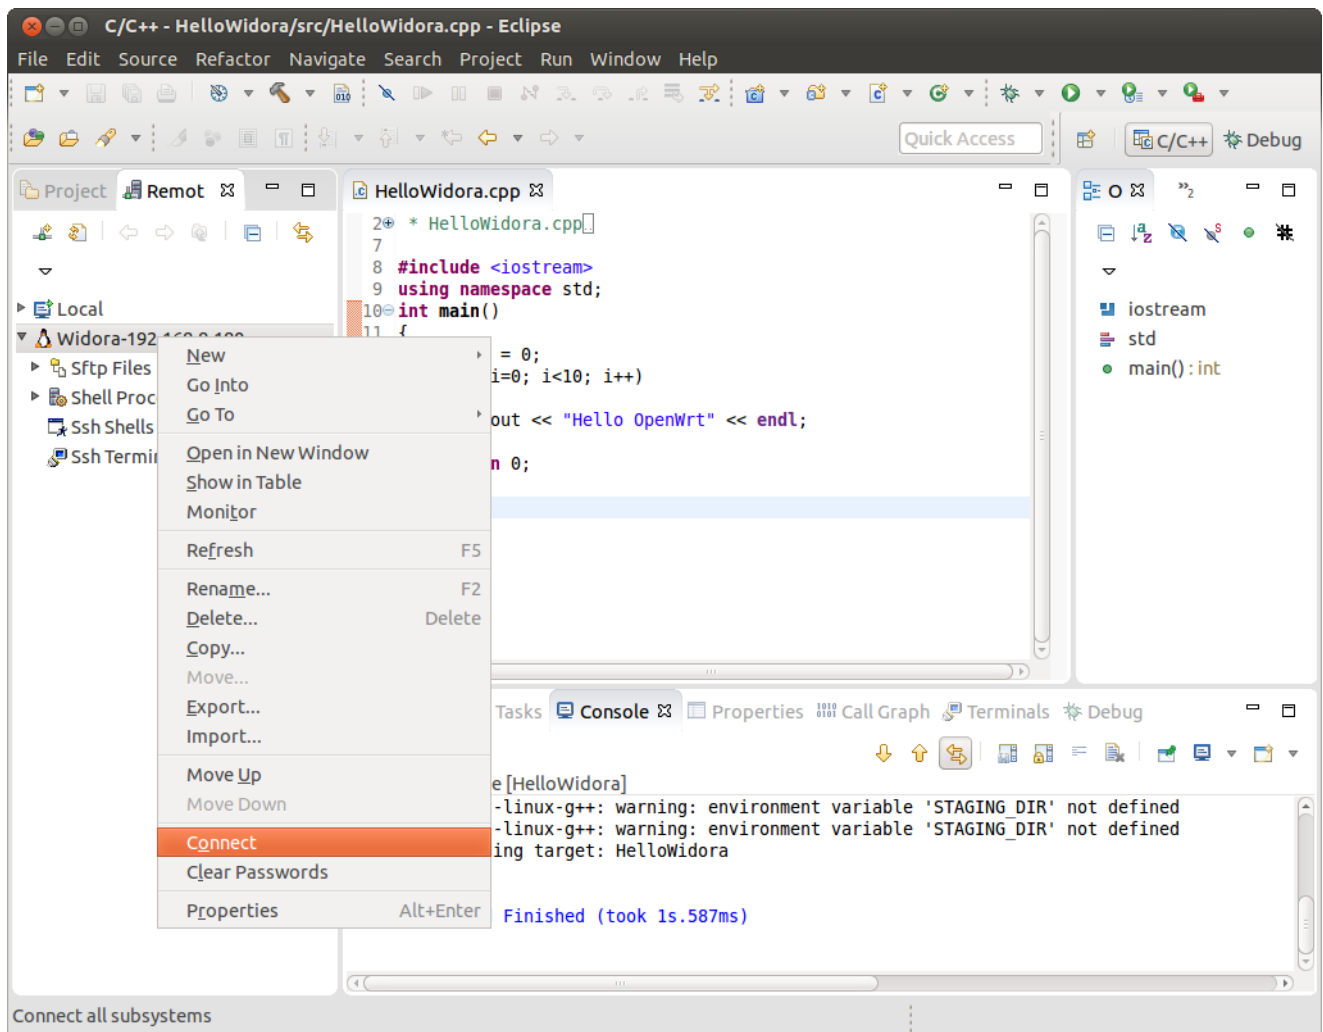 C/C++ - HelloWidora/src/HelloWidora.cpp - Eclipse
File Edit Source Refactor Navigate Search Project Run Window Help
Quick Access
C/C++
Debug
Project
Remot
Local
Widora-192
Sftp Files
Shell Proc
Ssh Shells
Ssh Termin
New
Go Into
Go To
Open in New Window
Show in Table
Monitor
Refresh F5
Rename... F2
Delete... Delete
Copy...
Move...
Export...
Import...
Move Up
Move Down
Connect
Clear Passwords
Properties Alt+Enter
HelloWidora.cpp
2 * HelloWidora.cpp
7
8 #include <iostream>
9 using namespace std;
10 int main()
11 {
= 0;
i=0; i<10; i++)
out << "Hello OpenWrt" << endl;
n 0;
O
»2
iostream
std
main() : int
Tasks Console Properties Call Graph Terminals Debug
e [HelloWidora]
-linux-g++: warning: environment variable 'STAGING_DIR' not defined
-linux-g++: warning: environment variable 'STAGING_DIR' not defined
ing target: HelloWidora
Finished (took 1s.587ms)
Connect all subsystems